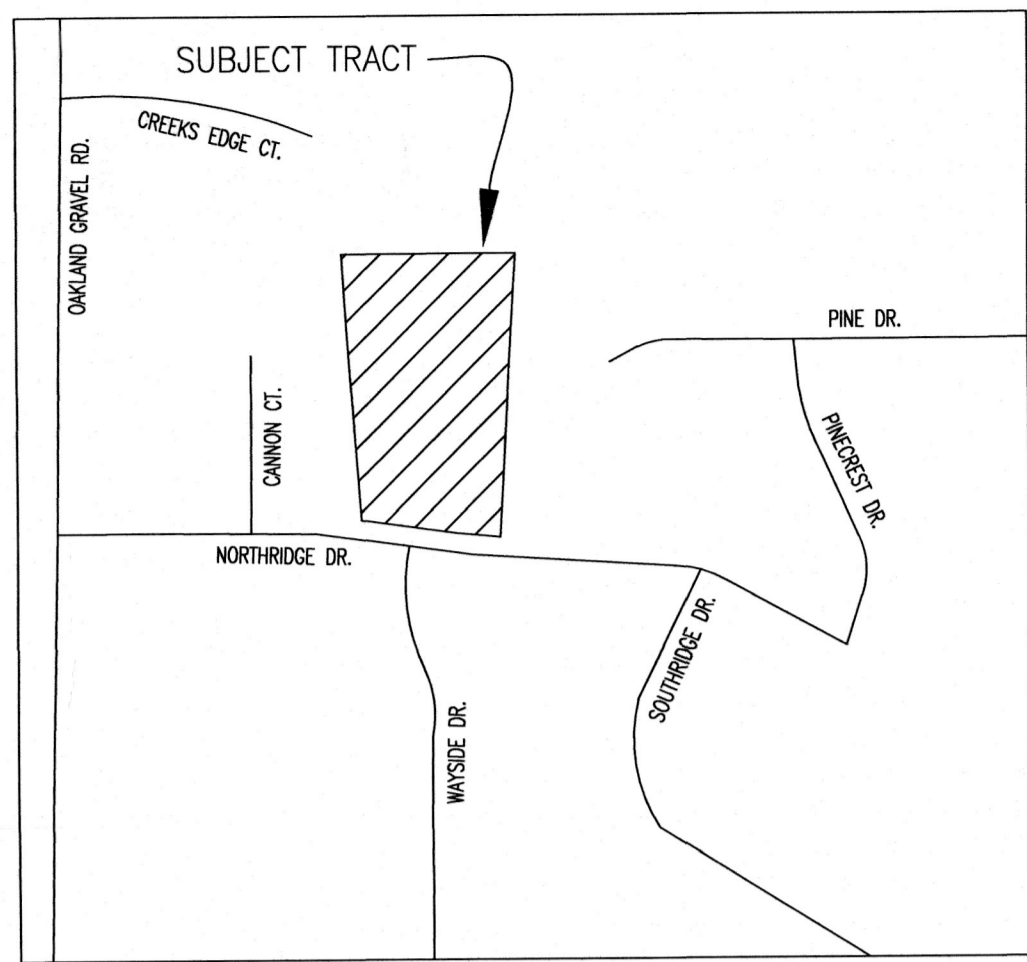 SUBJECT TRACT
CREEKS EDGE CT.
OAKLAND GRAVEL RD.
PINE DR.
CANNON CT.
PINECREST DR.
NORTHRIDGE DR.
SOUTHRIDGE DR.
WAYSIDE DR.